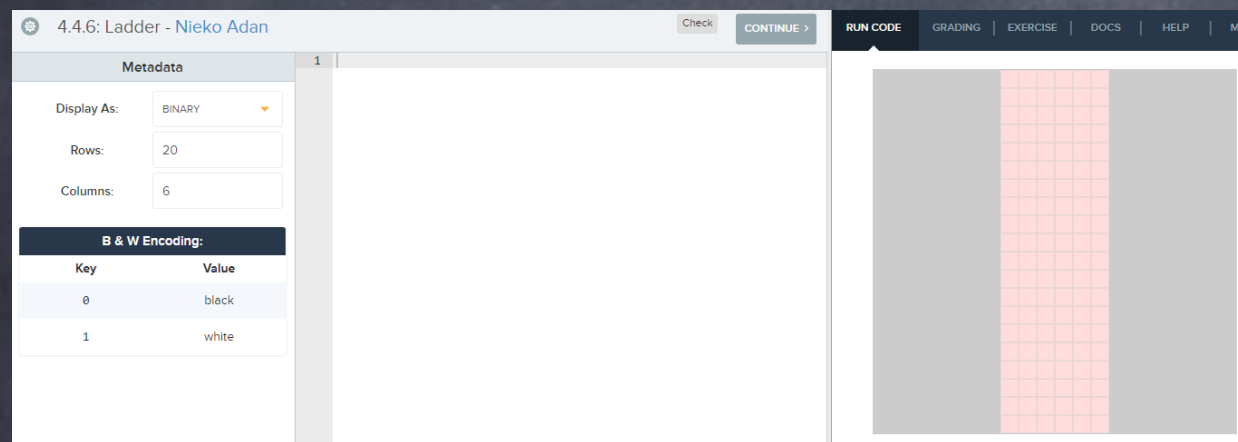 4.4.6: Ladder - Nieko Adan
Check
CONTINUE >
Metadata
Display As: BINARY
Rows: 20
Columns: 6
B & W Encoding:
Key Value
0 black
1 white
1
RUN CODE GRADING EXERCISE DOCS HELP M